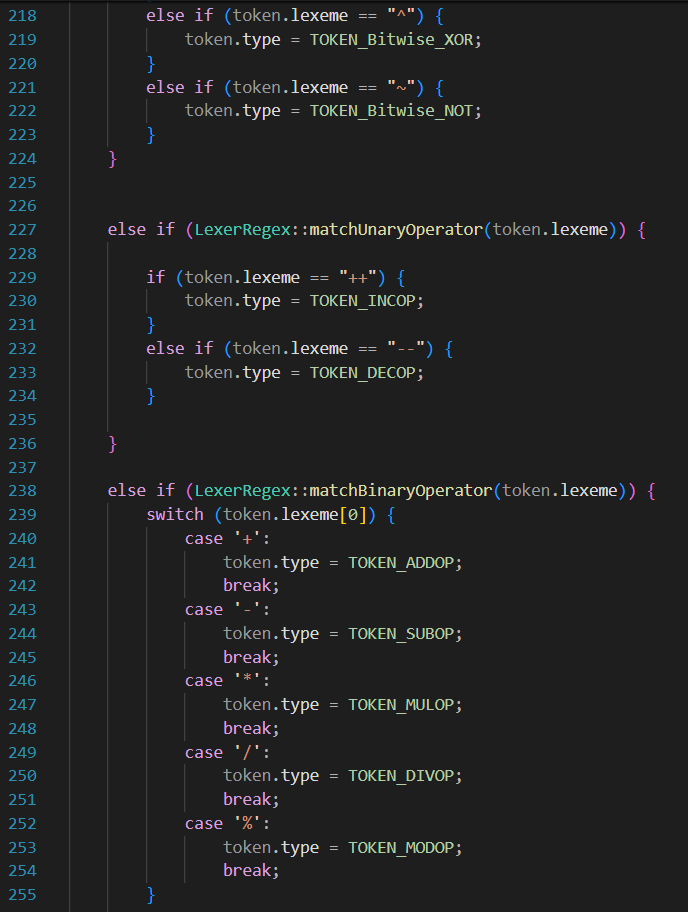 218 else if (token.lexeme == "^") {
219 token.type = TOKEN_Bitwise_XOR;
220 }
221 else if (token.lexeme == "~") {
222 token.type = TOKEN_Bitwise_NOT;
223 }
224 }
225
226
227 else if (LexerRegex::matchUnaryOperator(token.lexeme)) {
228
229 if (token.lexeme == "++") {
230 token.type = TOKEN_INCOP;
231 }
232 else if (token.lexeme == "--") {
233 token.type = TOKEN_DECOP;
234 }
235
236 }
237
238 else if (LexerRegex::matchBinaryOperator(token.lexeme)) {
239 switch (token.lexeme[0]) {
240 case '+':
241 token.type = TOKEN_ADDOP;
242 break;
243 case '-':
244 token.type = TOKEN_SUBOP;
245 break;
246 case '*':
247 token.type = TOKEN_MULOP;
248 break;
249 case '/':
250 token.type = TOKEN_DIVOP;
251 break;
252 case '%':
253 token.type = TOKEN_MODOP;
254 break;
255 }